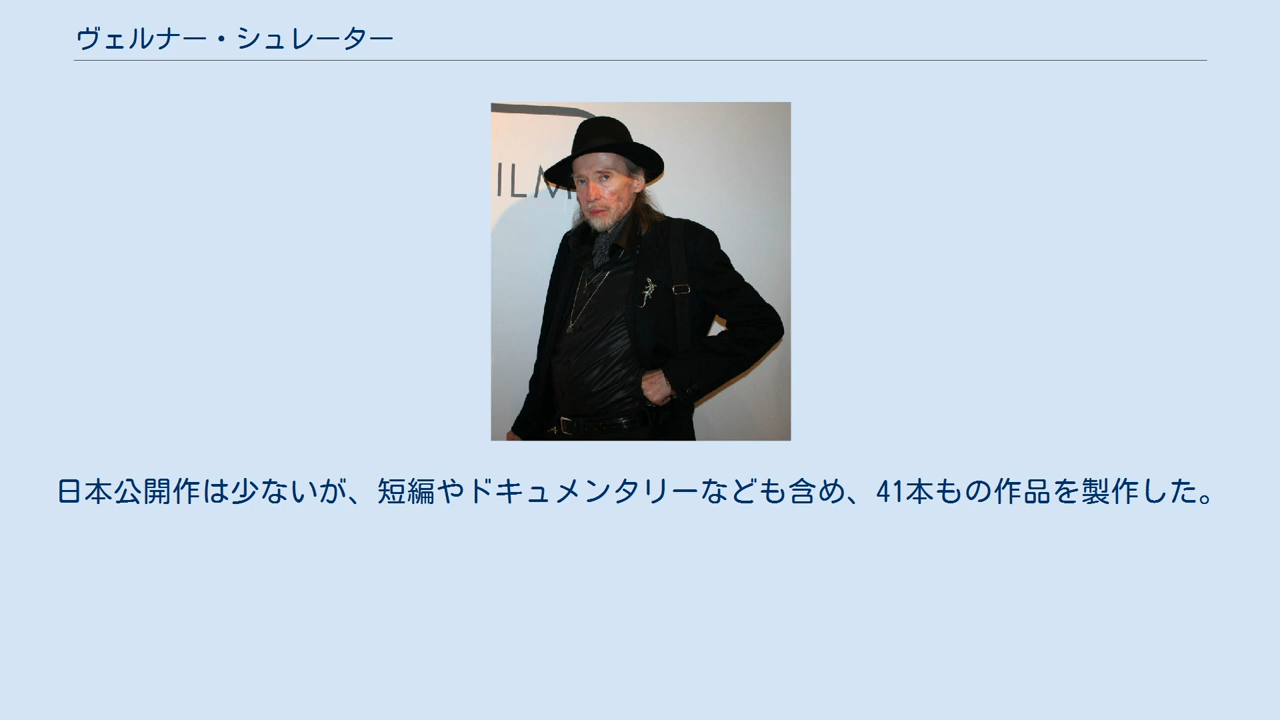 ヴェルナー・シュレーター
ILM
日本公開作は少ないが、短編やドキュメンタリーなども含め、41本もの作品を製作した。